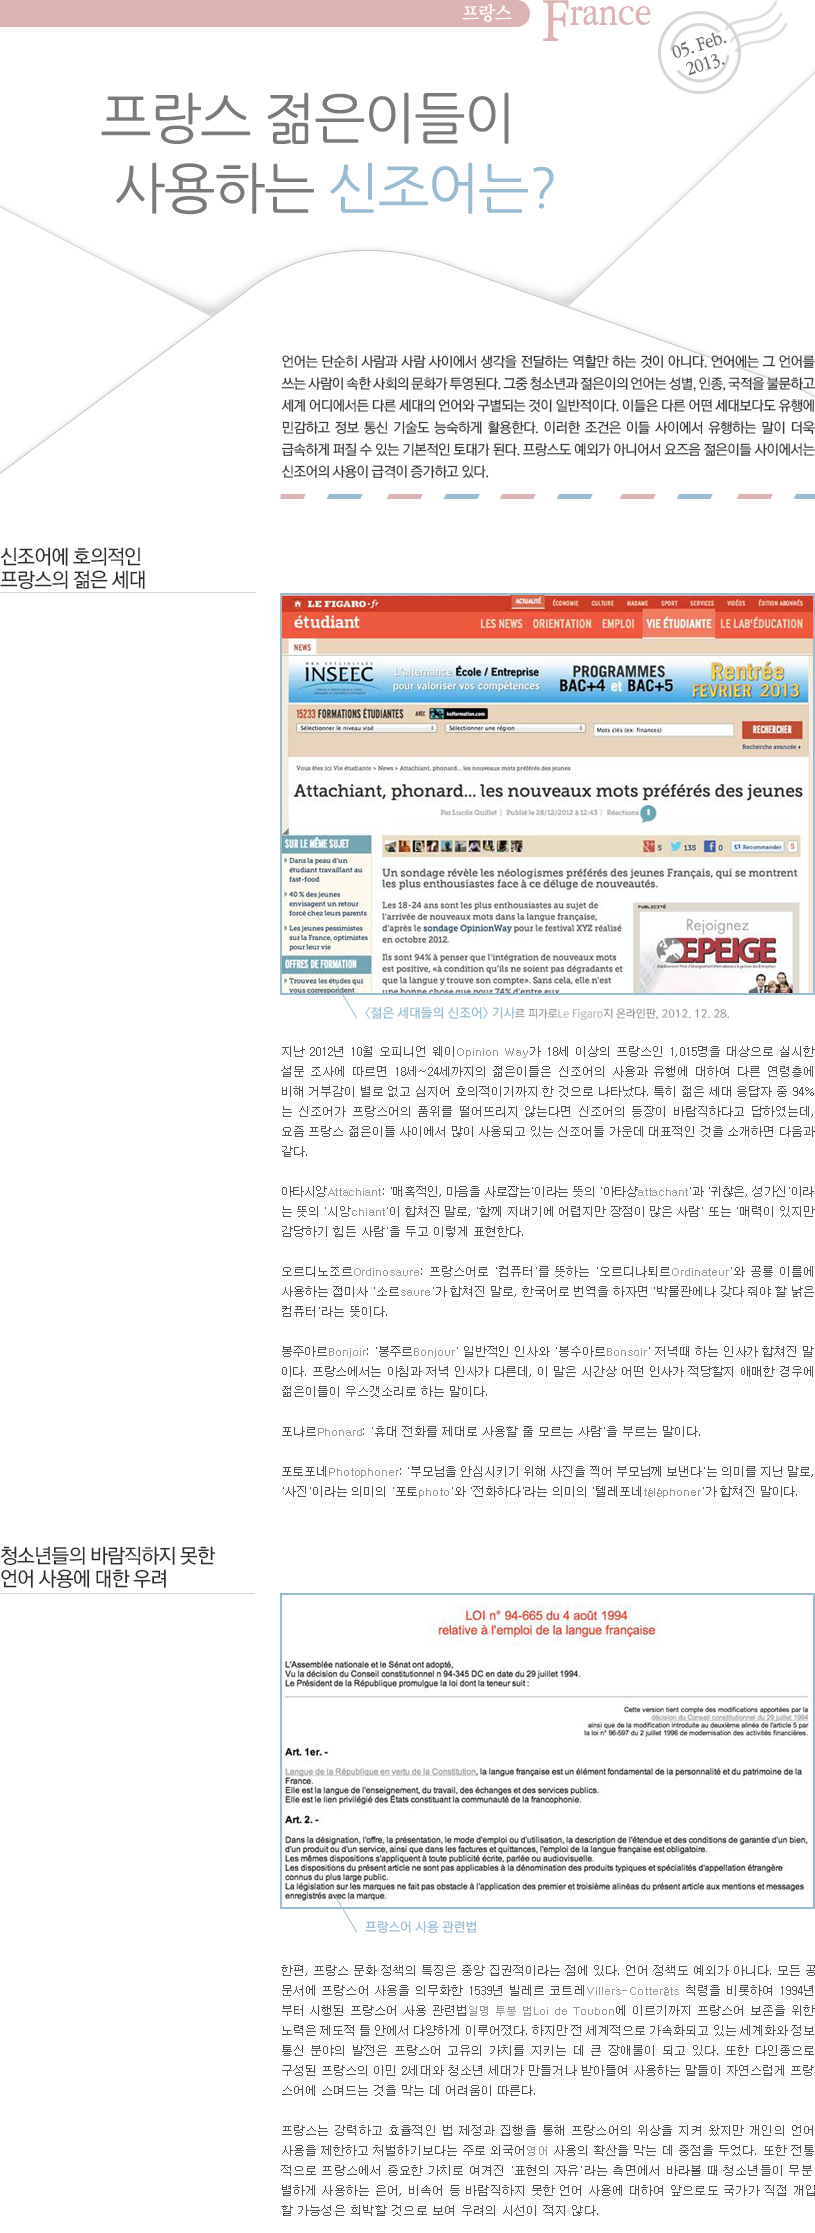 프랑스
France
05. Feb.
2013.
프랑스 젊은이들이
사용하는 신조어는?
언어는 단순히 사람과 사람 사이에서 생각을 전달하는 역할만 하는 것이 아니다. 언어에는 그 언어를
쓰는 사람이 속한 사회의 문화가 투영된다. 그중 청소년과 젊은이의 언어는 성별, 인종, 국적을 불문하고
세계 어디에서든 다른 세대의 언어와 구별되는 것이 일반적이다. 이들은 다른 어떤 세대보다도 유행에
민감하고 정보 통신 기술도 능숙하게 활용한다. 이러한 조건은 이들 사이에서 유행하는 말이 더욱
급속하게 퍼질 수 있는 기본적인 토대가 된다. 프랑스도 예외가 아니어서 요즈음 젊은이들 사이에서는
신조어의 사용이 급격이 증가하고 있다.
신조어에 호의적인
프랑스의 젊은 세대
LE FIGARO·fr
ACTUALITÉ ÉCONOMIE CULTURE MADAME SPORT SERVICES VIDÉOS ÉDITION ABONNÉS
étudiant
LES NEWS ORIENTATION EMPLOI VIE ÉTUDIANTE LE LAB'ÉDUCATION
NEWS
INSEEC
L'alternance École / Entreprise
pour valoriser vos compétences
PROGRAMMES
BAC+4 et BAC+5
Rentrée
FEVRIER 2013
15233 FORMATIONS ÉTUDIANTES AVEC kelformation.com
Sélectionner le niveau visé
Sélectionner une région
Mots clés (ex: finances)
RECHERCHER
Recherche avancée
Vous êtes ici Vie étudiante > News > Attachiant, phonard... les nouveaux mots préférés des jeunes
Attachiant, phonard... les nouveaux mots préférés des jeunes
Par Lucile Quillet | Publié le 28/12/2012 à 12:43 | Réactions 8
SUR LE MÊME SUJET
Dans la peau d'un
étudiant travaillant au
fast-food
40 % des jeunes
envisagent un retour
forcé chez leurs parents
Les jeunes pessimistes
sur la France, optimistes
pour leur vie
OFFRES DE FORMATION
Trouvez les études qui
vous correspondent
5 135 0 Recommander 5
Un sondage révèle les néologismes préférés des jeunes Français, qui se montrent
les plus enthousiastes face à ce déluge de nouveautés.
Les 18-24 ans sont les plus enthousiastes au sujet de
l'arrivée de nouveaux mots dans la langue française,
d'après le sondage OpinionWay pour le festival XYZ réalisé
en octobre 2012.
Ils sont 94% à penser que l'intégration de nouveaux mots
est positive, «à condition qu'ils ne soient pas dégradants et
que la langue y trouve son compte». Sans cela, elle n'est
une bonne chose que pour 74% d'entre eux.
PUBLICITÉ
Rejoignez
EPEIGE
〈젊은 세대들의 신조어〉 기사르 피가로Le Figaro지 온라인판, 2012. 12. 28.
지난 2012년 10월 오피니언 웨이Opinion Way가 18세 이상의 프랑스인 1,015명을 대상으로 실시한
설문 조사에 따르면 18세~24세까지의 젊은이들은 신조어의 사용과 유행에 대하여 다른 연령층에
비해 거부감이 별로 없고 심지어 호의적이기까지 한 것으로 나타났다. 특히 젊은 세대 응답자 중 94%
는 신조어가 프랑스어의 품위를 떨어뜨리지 않는다면 신조어의 등장이 바람직하다고 답하였는데,
요즘 프랑스 젊은이들 사이에서 많이 사용되고 있는 신조어들 가운데 대표적인 것을 소개하면 다음과
같다.
아타시앙Attachiant: '매혹적인, 마음을 사로잡는'이라는 뜻의 '아타샹attachant'과 '귀찮은, 성가신'이라
는 뜻의 '시앙chiant'이 합쳐진 말로, '함께 지내기에 어렵지만 장점이 많은 사람' 또는 '매력이 있지만
감당하기 힘든 사람'을 두고 이렇게 표현한다.
오르디노조르Ordinosaure: 프랑스어로 '컴퓨터'를 뜻하는 '오르디나퇴르Ordinateur'와 공룡 이름에
사용하는 접미사 '소르saure'가 합쳐진 말로, 한국어로 번역을 하자면 '박물관에나 갖다 줘야 할 낡은
컴퓨터'라는 뜻이다.
봉주아르Bonjoir: '봉주르Bonjour' 일반적인 인사와 '봉수아르Bonsoir' 저녁때 하는 인사가 합쳐진 말
이다. 프랑스에서는 아침과 저녁 인사가 다른데, 이 말은 시간상 어떤 인사가 적당할지 애매한 경우에
젊은이들이 우스갯소리로 하는 말이다.
포나르Phonard: '휴대 전화를 제대로 사용할 줄 모르는 사람'을 부르는 말이다.
포토포네Photophoner: '부모님을 안심시키기 위해 사진을 찍어 부모님께 보낸다'는 의미를 지닌 말로,
'사진'이라는 의미의 '포토photo'와 '전화하다'라는 의미의 '텔레포네téléphoner'가 합쳐진 말이다.
청소년들의 바람직하지 못한
언어 사용에 대한 우려
LOI n° 94-665 du 4 août 1994
relative à l'emploi de la langue française
L'Assemblée nationale et le Sénat ont adopté,
Vu la décision du Conseil constitutionnel n 94-345 DC en date du 29 juillet 1994.
Le Président de la République promulgue la loi dont la teneur suit :
Cette version tient compte des modifications apportées par la
décision du Conseil constitutionnel du 29 juillet 1994
ainsi que de la modification introduite au deuxième alinéa de l'article 5 par
la loi n° 96-597 du 2 juillet 1996 de modernisation des activités financières.
Art. 1er. -
Langue de la République en vertu de la Constitution, la langue française est un élément fondamental de la personnalité et du patrimoine de la
France.
Elle est la langue de l'enseignement, du travail, des échanges et des services publics.
Elle est le lien privilégié des États constituant la communauté de la francophonie.
Art. 2. -
Dans la désignation, l'offre, la présentation, le mode d'emploi ou d'utilisation, la description de l'étendue et des conditions de garantie d'un bien,
d'un produit ou d'un service, ainsi que dans les factures et quittances, l'emploi de la langue française est obligatoire.
Les mêmes dispositions s'appliquent à toute publicité écrite, parlée ou audiovisuelle.
Les dispositions du présent article ne sont pas applicables à la dénomination des produits typiques et spécialités d'appellation étrangère
connus du plus large public.
La législation sur les marques ne fait pas obstacle à l'application des premier et troisième alinéas du présent article aux mentions et messages
enregistrés avec la marque.
프랑스어 사용 관련법
한편, 프랑스 문화 정책의 특징은 중앙 집권적이라는 점에 있다. 언어 정책도 예외가 아니다. 모든 공
문서에 프랑스어 사용을 의무화한 1539년 빌레르 코트레Villers-Cotterêts 칙령을 비롯하여 1994년
부터 시행된 프랑스어 사용 관련법일명 투봉 법Loi de Toubon에 이르기까지 프랑스어 보존을 위한
노력은 제도적 틀 안에서 다양하게 이루어졌다. 하지만 전 세계적으로 가속화되고 있는 세계화와 정보
통신 분야의 발전은 프랑스어 고유의 가치를 지키는 데 큰 장애물이 되고 있다. 또한 다인종으로
구성된 프랑스의 이민 2세대와 청소년 세대가 만들거나 받아들여 사용하는 말들이 자연스럽게 프랑
스어에 스며드는 것을 막는 데 어려움이 따른다.
프랑스는 강력하고 효율적인 법 제정과 집행을 통해 프랑스어의 위상을 지켜 왔지만 개인의 언어
사용을 제한하고 처벌하기보다는 주로 외국어영어 사용의 확산을 막는 데 중점을 두었다. 또한 전통
적으로 프랑스에서 중요한 가치로 여겨진 '표현의 자유'라는 측면에서 바라볼 때 청소년들이 무분
별하게 사용하는 은어, 비속어 등 바람직하지 못한 언어 사용에 대하여 앞으로도 국가가 직접 개입
할 가능성은 희박할 것으로 보여 우려의 시선이 적지 않다.